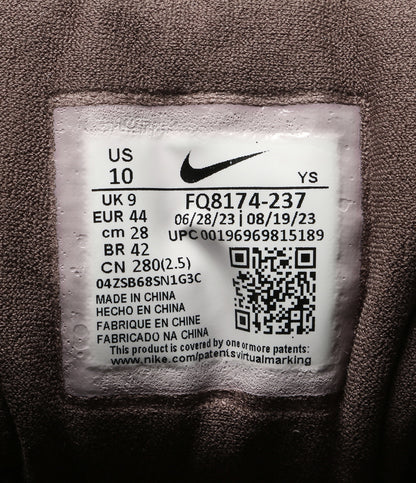 US
10
YS
UK 9
FQ8174-237
EUR 44
06/28/23 | 08/19/23
cm 28
UPC00196969815189
BR 42
CN 280(2.5)
04ZSB68SN1G3C
MADE IN CHINA
HECHO EN CHINA
FABRIQUE EN CHINE
FABRICADO NA CHINA
This product is covered by one or more patents:
www.nike.com/patentsvirtualmarking